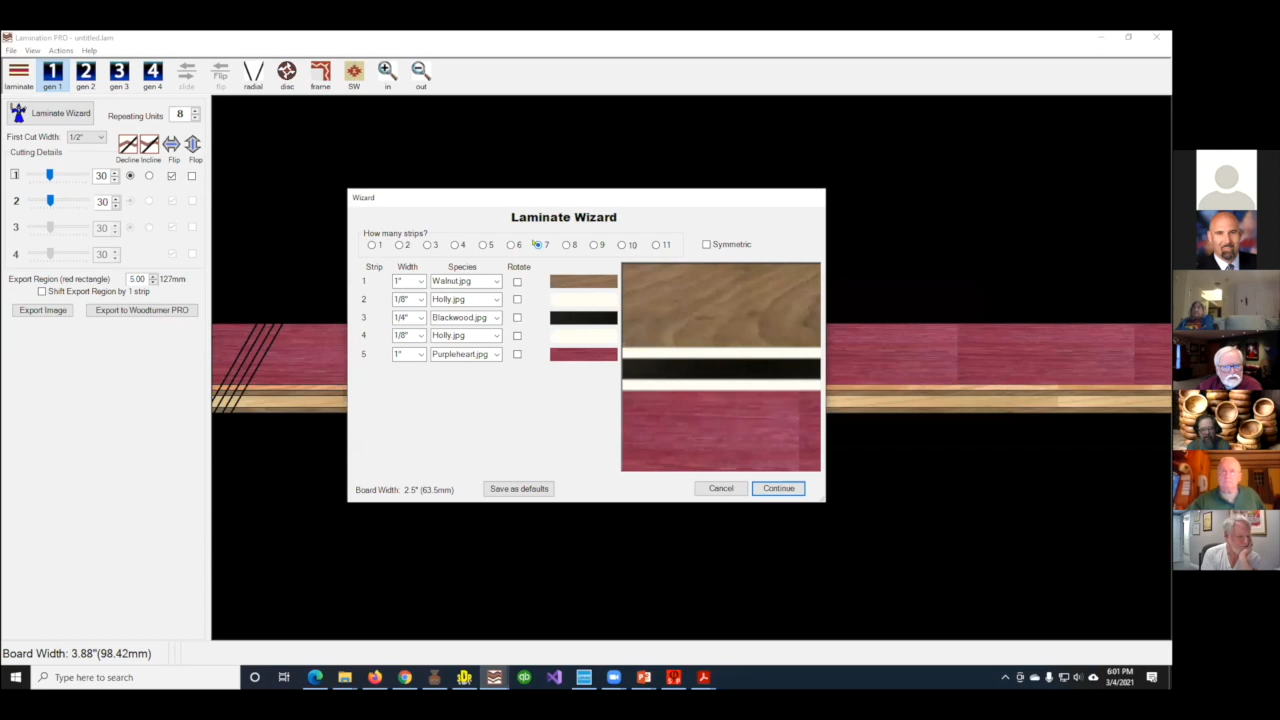 Lamination PRO - untitled.lam
File View Actions Help
1 2 3 4 Flip SW
laminate gen 1 gen 2 gen 3 gen 4 slide flip radial disc frame SW in out
Laminate Wizard Repeating Units 8
First Cut Width: 1/2"
Cutting Details Decline Incline Flip Flop
1 30
2 30
3 30
4 30
Export Region (red rectangle) 5.00 127mm
Shift Export Region by 1 strip
Export Image Export to Woodturner PRO
Wizard
Laminate Wizard
How many strips?
1 2 3 4 5 6 7 8 9 10 11 Symmetric
Strip Width Species Rotate
1 1" Walnut.jpg
2 1/8" Holly.jpg
3 1/4" Blackwood.jpg
4 1/8" Holly.jpg
5 1" Purpleheart.jpg
Board Width: 2.5" (63.5mm) Save as defaults Cancel Continue
Board Width: 3.88"(98.42mm)
Type here to search
6:01 PM
3/4/2021